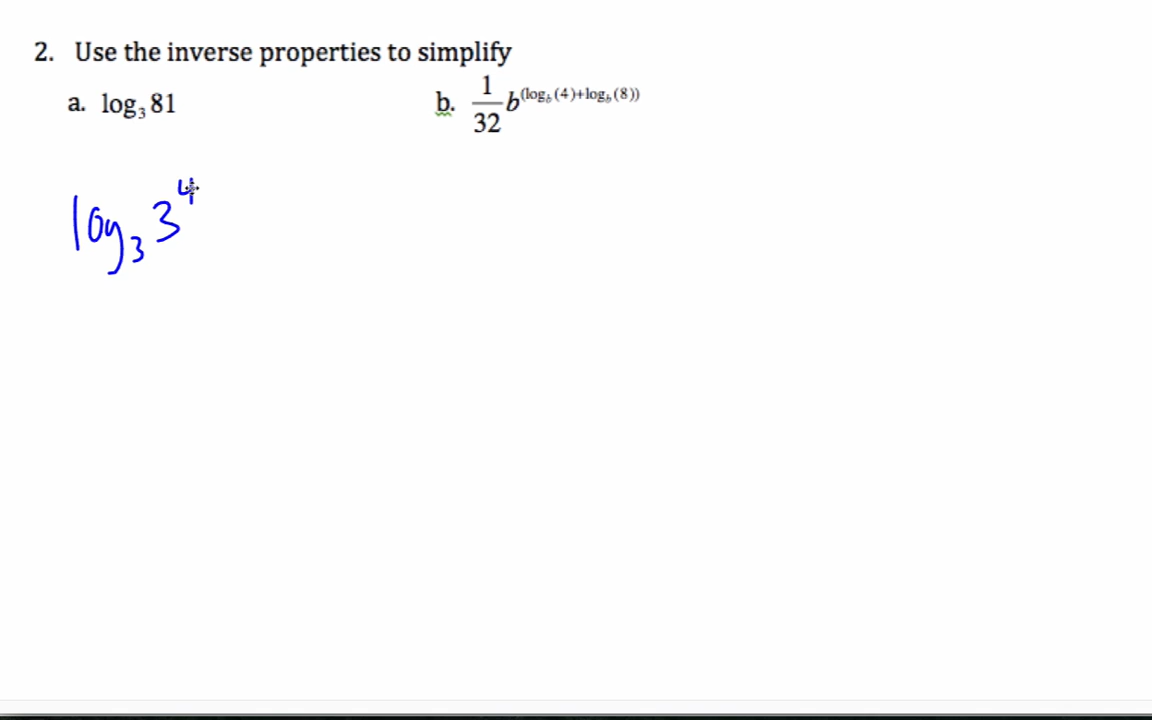 2. Use the inverse properties to simplify
a. log₃ 81
b. 1/32 b^(log_b(4)+log_b(8))
log₃ 3⁴